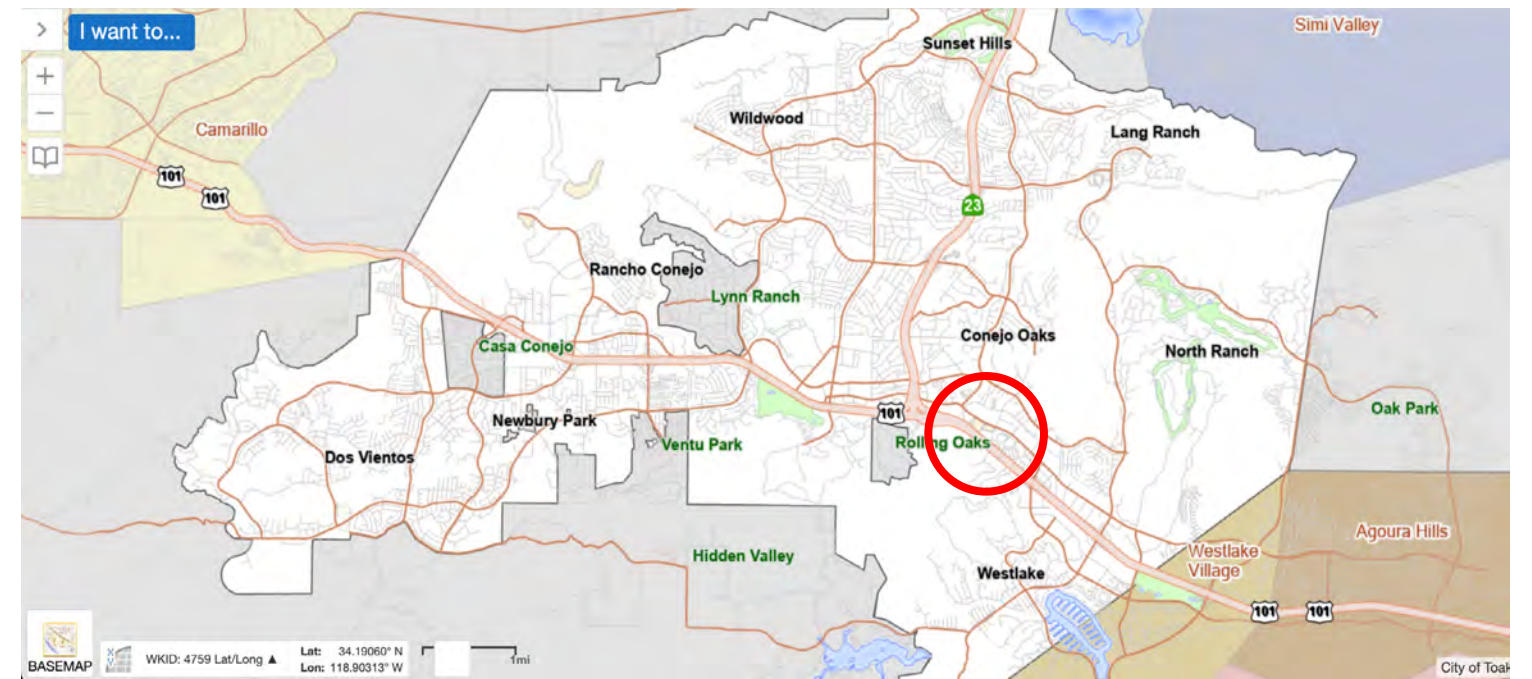 I want to...
Simi Valley
Sunset Hills
Wildwood
Camarillo
Lang Ranch
101
101
23
Rancho Conejo
Lynn Ranch
Conejo Oaks
Casa Conejo
North Ranch
101
Oak Park
Newbury Park
Rolling Oaks
Ventu Park
Dos Vientos
Agoura Hills
Hidden Valley
Westlake
Village
Westlake
101
101
BASEMAP
WKID: 4759 Lat/Long ▲
Lat: 34.19060° N
Lon: 118.90313° W
1mi
City of Toak